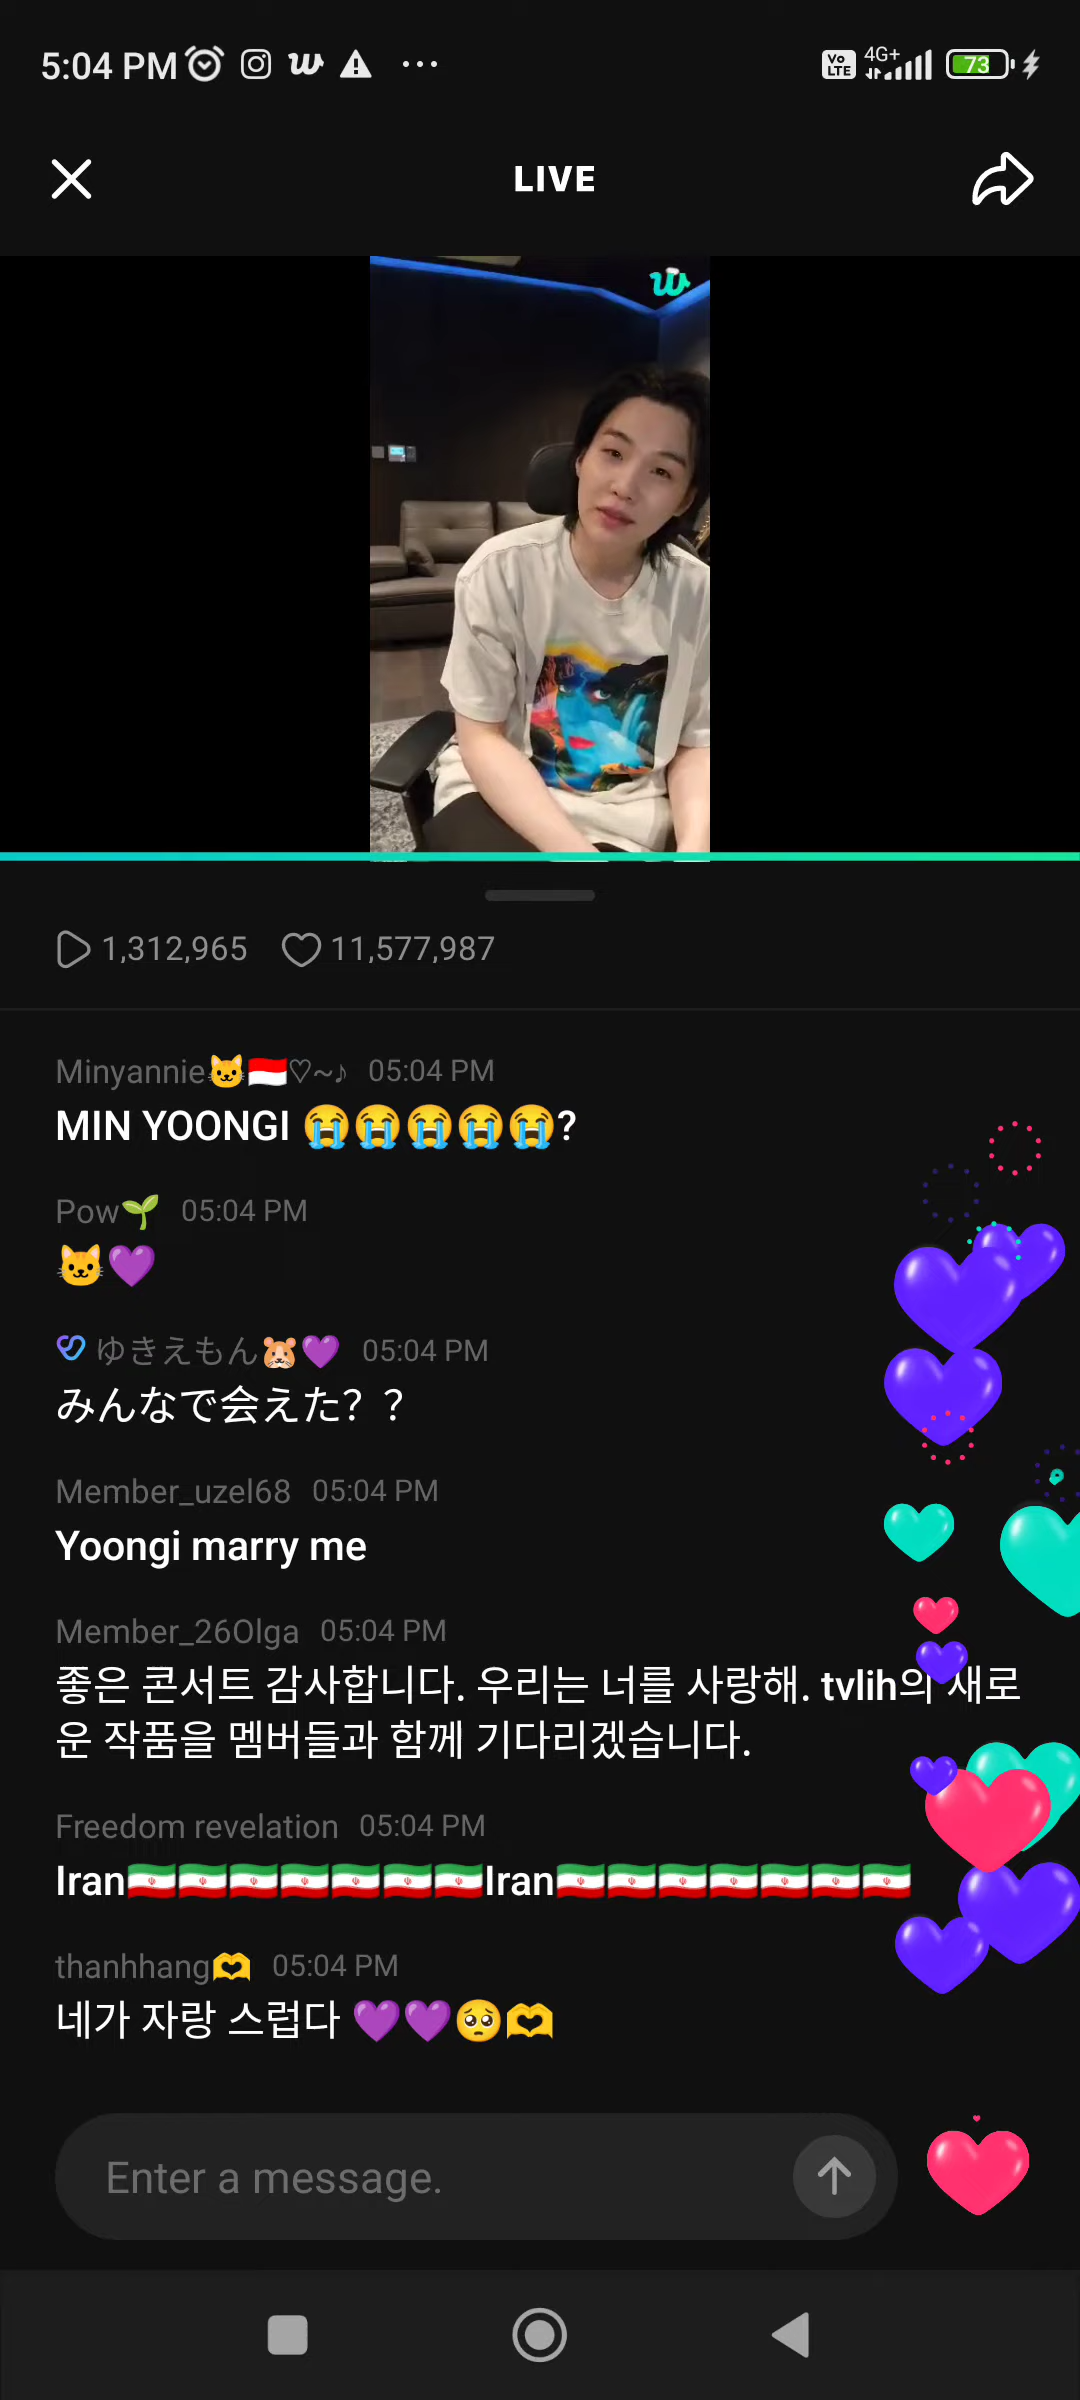 5:04 PM
Vo LTE 4G+ 73
LIVE
1,312,965 11,577,987
Minyannie🐱🇮🇩♡~♪ 05:04 PM
MIN YOONGI 😭😭😭😭😭?
Pow🌱 05:04 PM
🐱💜
ゆきえもん🐹💜 05:04 PM
みんなで会えた？？
Member_uzel68 05:04 PM
Yoongi marry me
Member_26Olga 05:04 PM
좋은 콘서트 감사합니다. 우리는 너를 사랑해. tvlih의 새로
운 작품을 멤버들과 함께 기다리겠습니다.
Freedom revelation 05:04 PM
Iran🇮🇷🇮🇷🇮🇷🇮🇷🇮🇷🇮🇷🇮🇷Iran🇮🇷🇮🇷🇮🇷🇮🇷🇮🇷🇮🇷🇮🇷
thanhhang🫶 05:04 PM
네가 자랑 스럽다 💜💜🥺🫶
Enter a message.